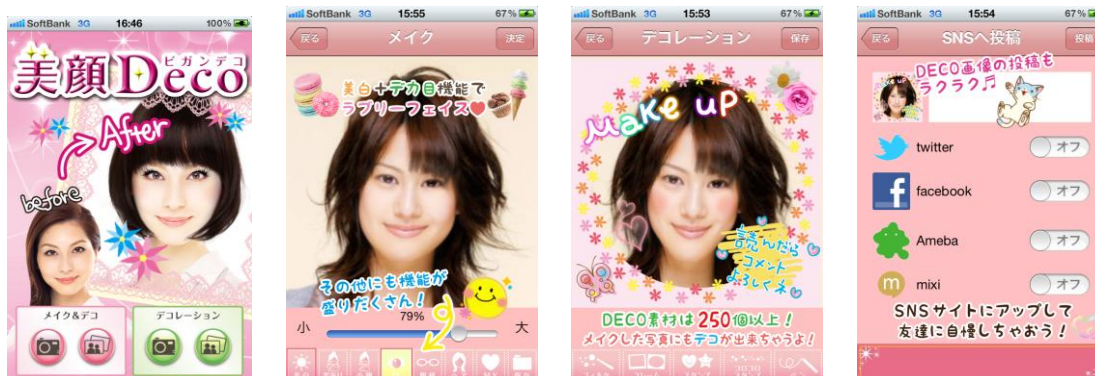 SoftBank 3G 16:46 100%
美顔Deco
ビガンデコ
After
before
メイク&デコ
デコレーション
SoftBank 3G 15:55 67%
戻る メイク 決定
美白+デカ目機能で
ラブリーフェイス♥
その他にも機能が
盛りだくさん!
79%
小 大
SoftBank 3G 15:53 67%
戻る デコレーション 保存
Make uP
読んだら
コメント
よろしくネ
DECO素材は250個以上!
メイクした写真にもデコが出来ちゃうよ!
SoftBank 3G 15:54 67%
戻る SNSへ投稿 投稿
DECO画像の投稿も
ラクラク♬
twitter オフ
facebook オフ
Ameba オフ
mixi オフ
SNSサイトにアップして
友達に自慢しちゃおう!